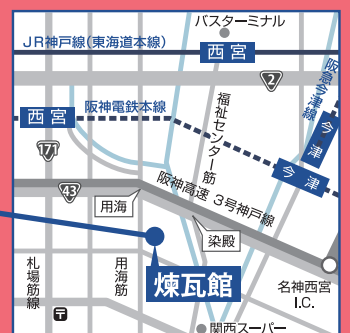 バスターミナル
JR神戸線(東海道本線)
西宮
2
阪急今津線
西宮
阪神電鉄本線
福祉センター筋
今津
171
今津
43
阪神高速 3号神戸線
用海
染殿
煉瓦館
札場筋線
用海筋
名神西宮
I.C.
関西スーパー